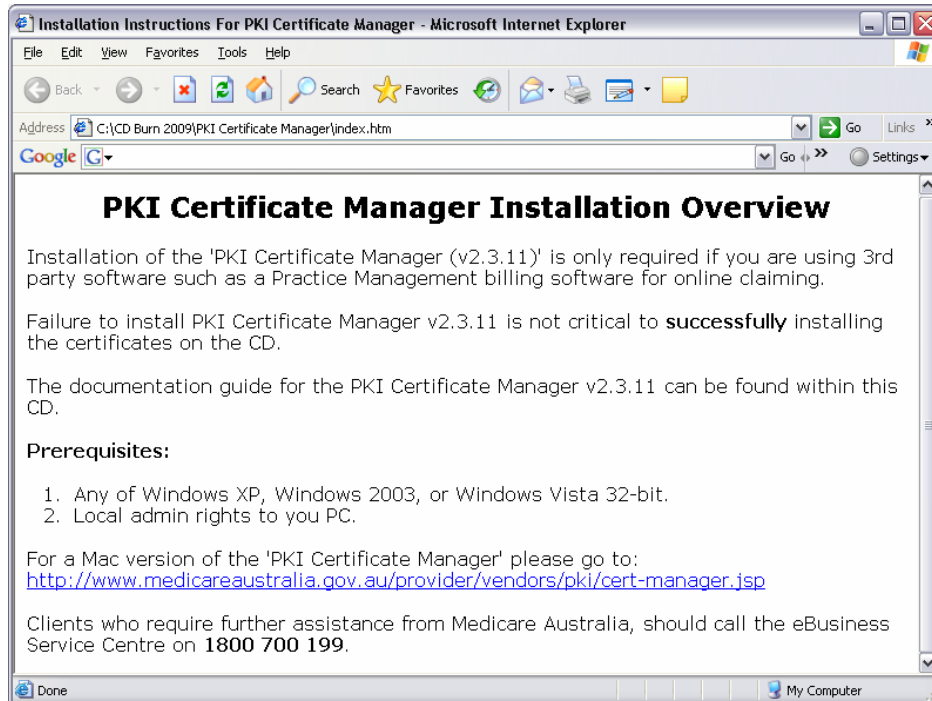 Installation Instructions For PKI Certificate Manager - Microsoft Internet Explorer
File Edit View Favorites Tools Help
Back Search Favorites
Address C:\CD Burn 2009\PKI Certificate Manager\index.htm Go Links »
Google G Go » Settings
PKI Certificate Manager Installation Overview
Installation of the 'PKI Certificate Manager (v2.3.11)' is only required if you are using 3rd
party software such as a Practice Management billing software for online claiming.
Failure to install PKI Certificate Manager v2.3.11 is not critical to successfully installing
the certificates on the CD.
The documentation guide for the PKI Certificate Manager v2.3.11 can be found within this
CD.
Prerequisites:
1. Any of Windows XP, Windows 2003, or Windows Vista 32-bit.
2. Local admin rights to you PC.
For a Mac version of the 'PKI Certificate Manager' please go to:
http://www.medicareaustralia.gov.au/provider/vendors/pki/cert-manager.jsp
Clients who require further assistance from Medicare Australia, should call the eBusiness
Service Centre on 1800 700 199.
Done My Computer